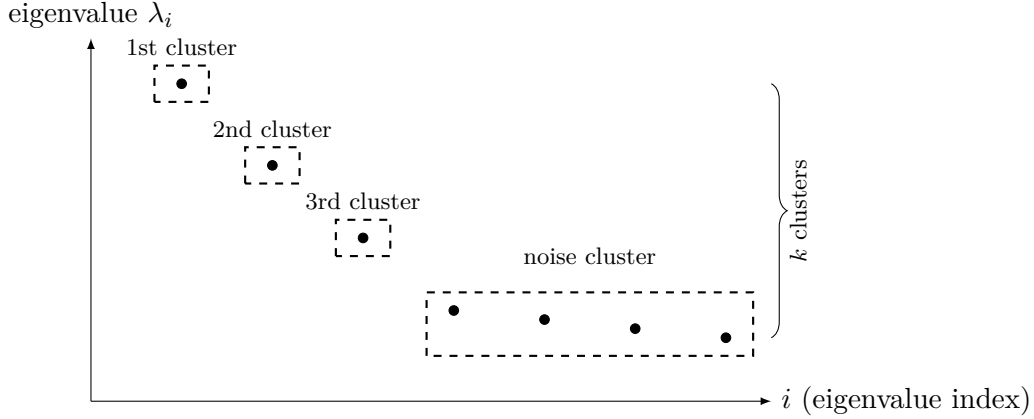 eigenvalue λ_i
1st cluster
2nd cluster
3rd cluster
noise cluster
k clusters
i (eigenvalue index)